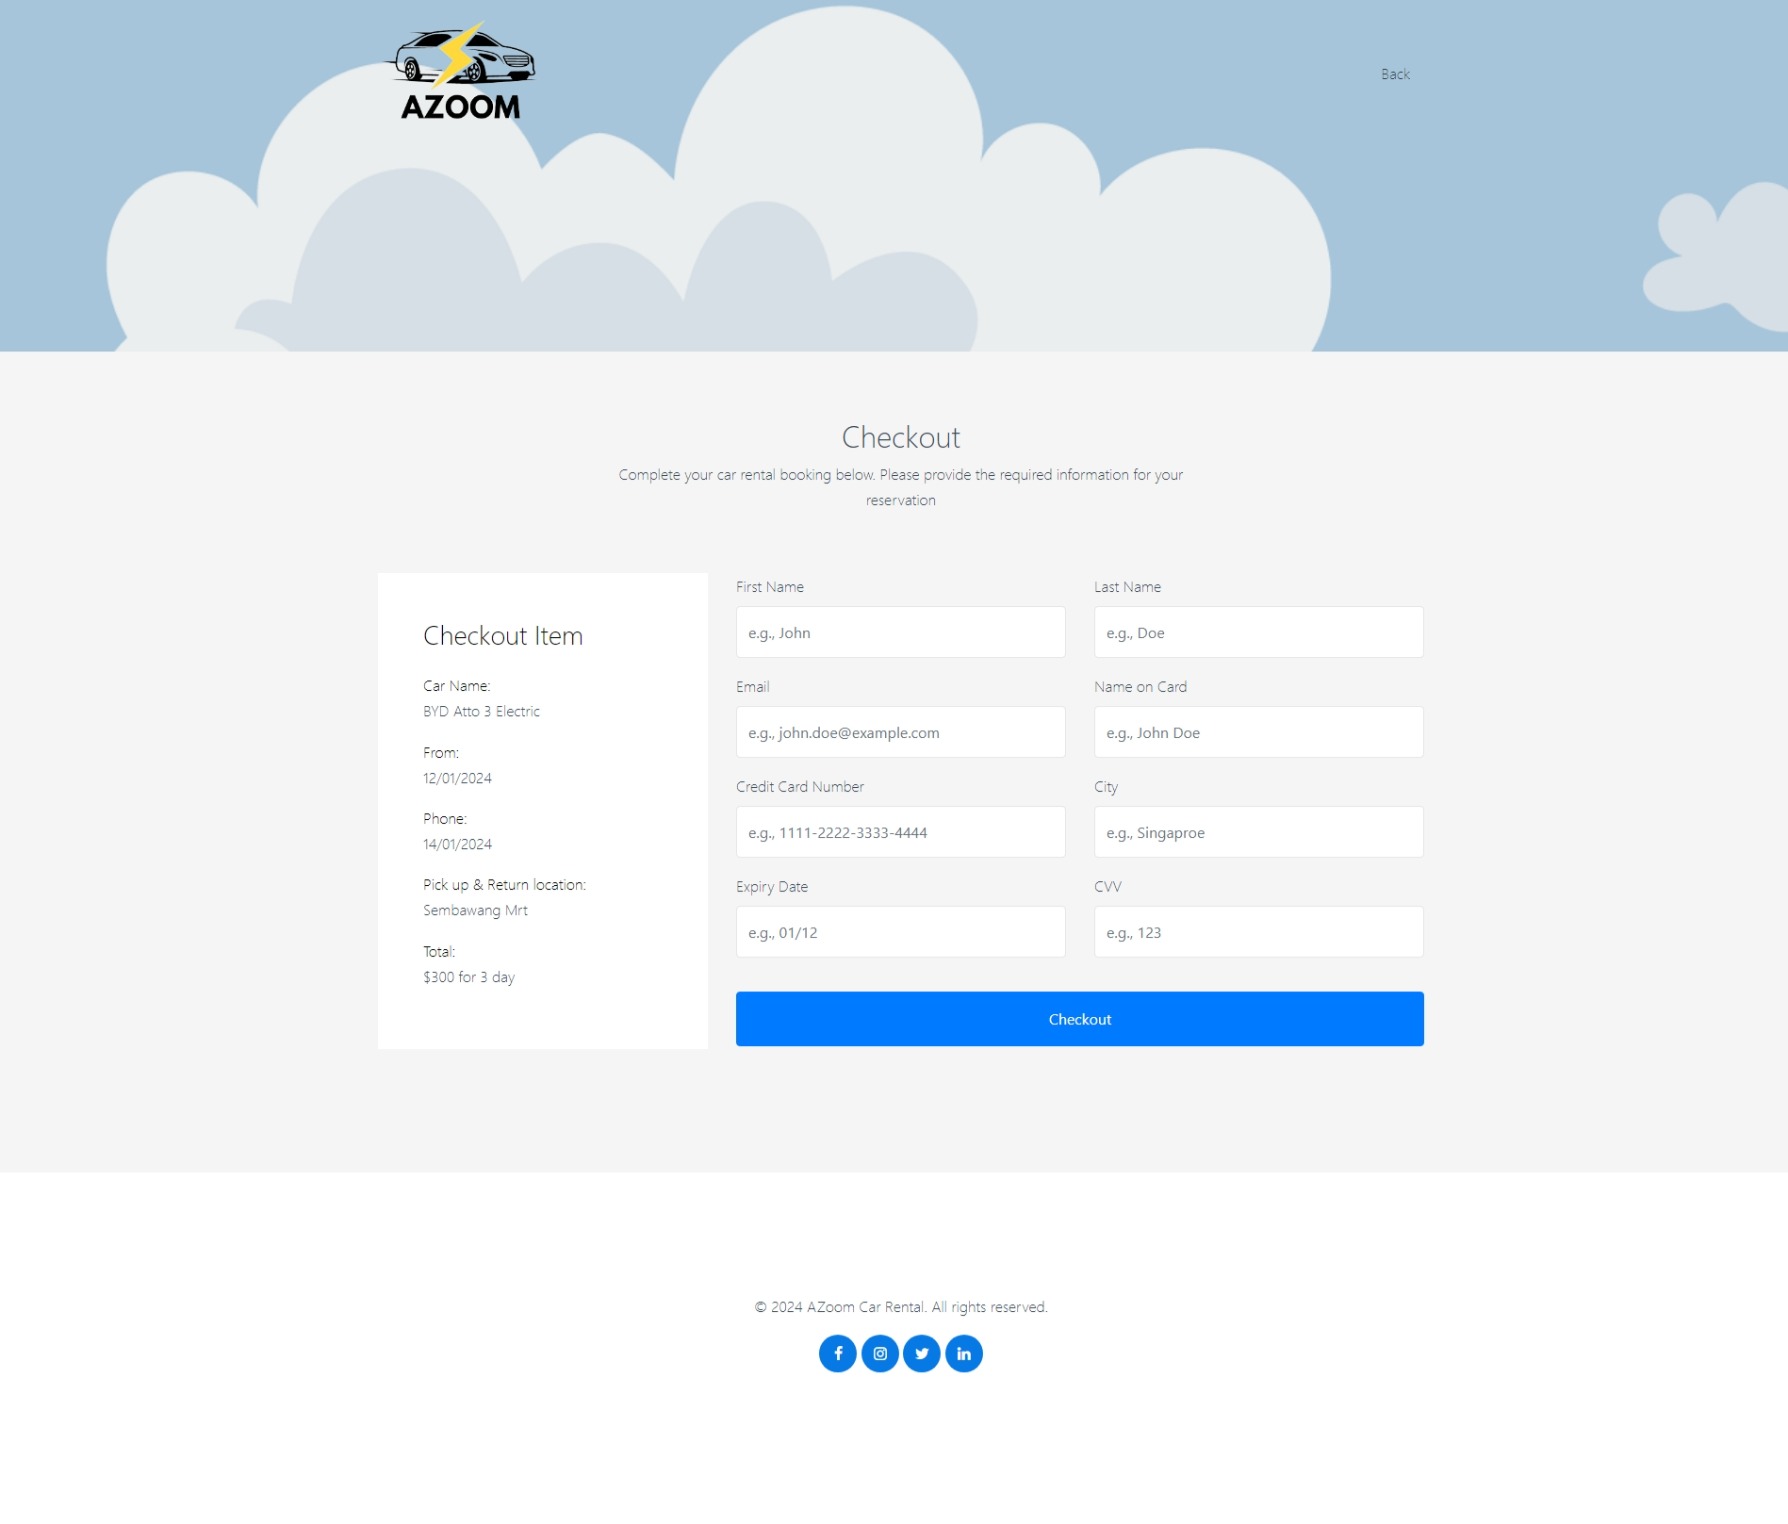 AZOOM
Back
Checkout
Complete your car rental booking below. Please provide the required information for your
reservation
Checkout Item
Car Name:
BYD Atto 3 Electric
From:
12/01/2024
Phone:
14/01/2024
Pick up & Return location:
Sembawang Mrt
Total:
$300 for 3 day
First Name
e.g., John
Last Name
e.g., Doe
Email
e.g., john.doe@example.com
Name on Card
e.g., John Doe
Credit Card Number
e.g., 1111-2222-3333-4444
City
e.g., Singaproe
Expiry Date
e.g., 01/12
CVV
e.g., 123
Checkout
© 2024 AZoom Car Rental. All rights reserved.